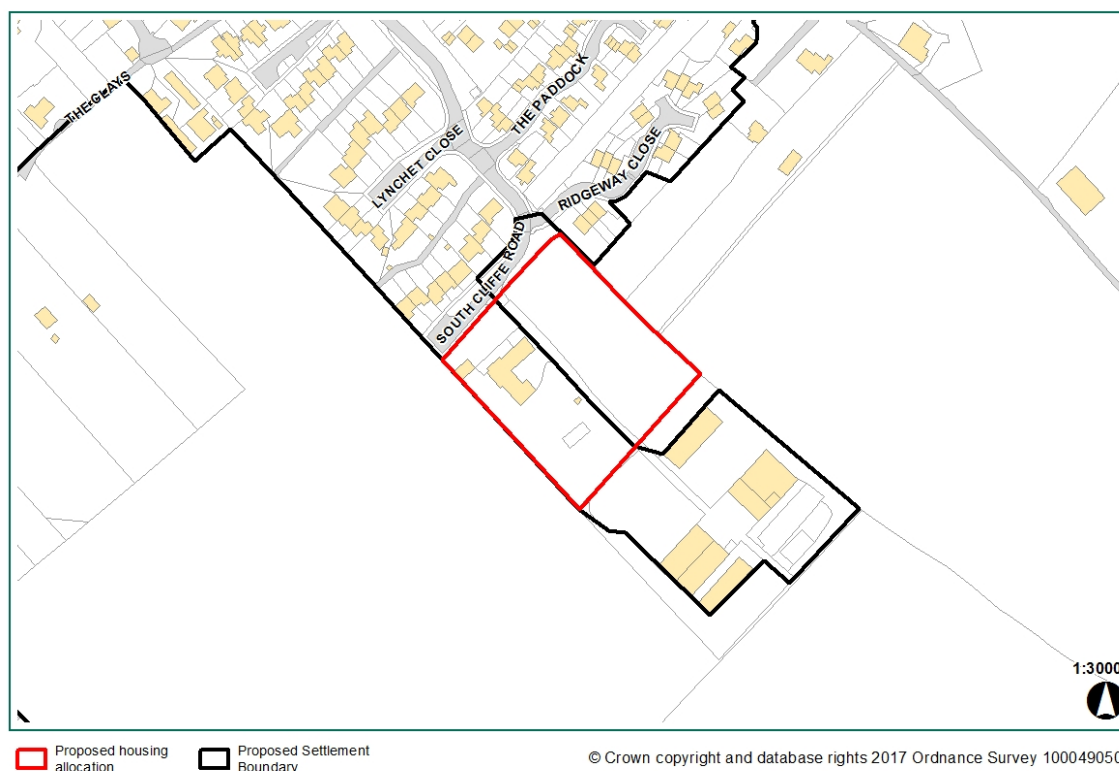 THE CLAYS
LYNCHET CLOSE
THE PADDOCK
RIDGEWAY CLOSE
SOUTH CLIFFE ROAD
1:3000
Proposed housing
allocation
Proposed Settlement
Boundary
© Crown copyright and database rights 2017 Ordnance Survey 100049050